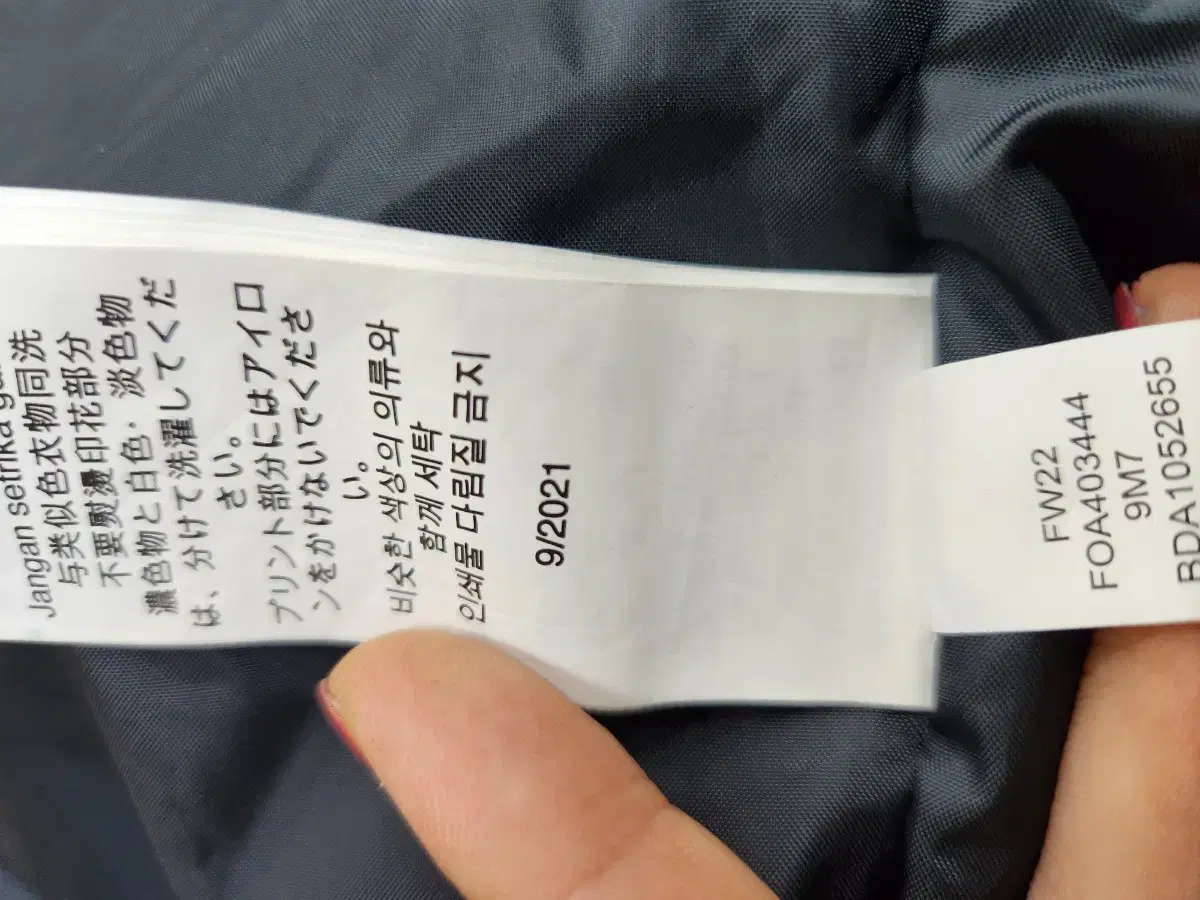 Jangan setrika
与类似色衣物同洗
不要熨烫印花部分
濃色物と白色・淡色物
は、分けて洗濯してくだ
さい。
プリント部分にはアイロ
ンをかけないでくださ
い。
비슷한 색상의 의류와
함께 세탁
인쇄물 다림질 금지
9/2021
FW22
FOA403444
9M7
BDA1052655